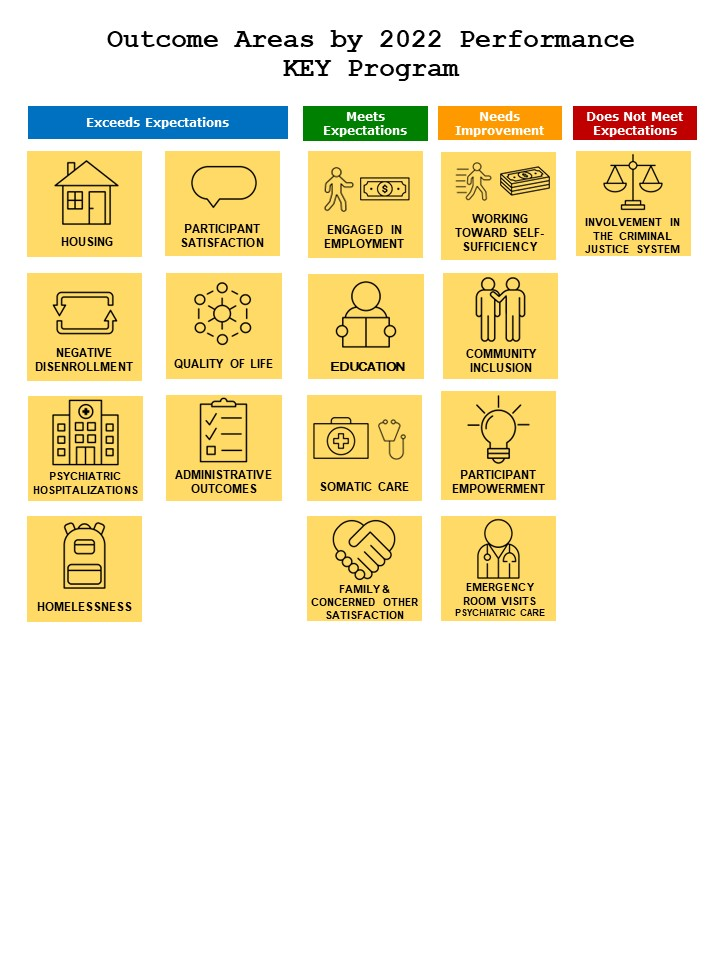 Outcome Areas by 2022 Performance
KEY Program
Exceeds Expectations
Meets
Expectations
Needs
Improvement
Does Not Meet
Expectations
HOUSING
PARTICIPANT
SATISFACTION
ENGAGED IN
EMPLOYMENT
WORKING
TOWARD SELF-
SUFFICIENCY
INVOLVEMENT IN
THE CRIMINAL
JUSTICE SYSTEM
NEGATIVE
DISENROLLMENT
QUALITY OF LIFE
EDUCATION
COMMUNITY
INCLUSION
PSYCHIATRIC
HOSPITALIZATIONS
ADMINISTRATIVE
OUTCOMES
SOMATIC CARE
PARTICIPANT
EMPOWERMENT
HOMELESSNESS
FAMILY &
CONCERNED OTHER
SATISFACTION
EMERGENCY
ROOM VISITS
PSYCHIATRIC CARE